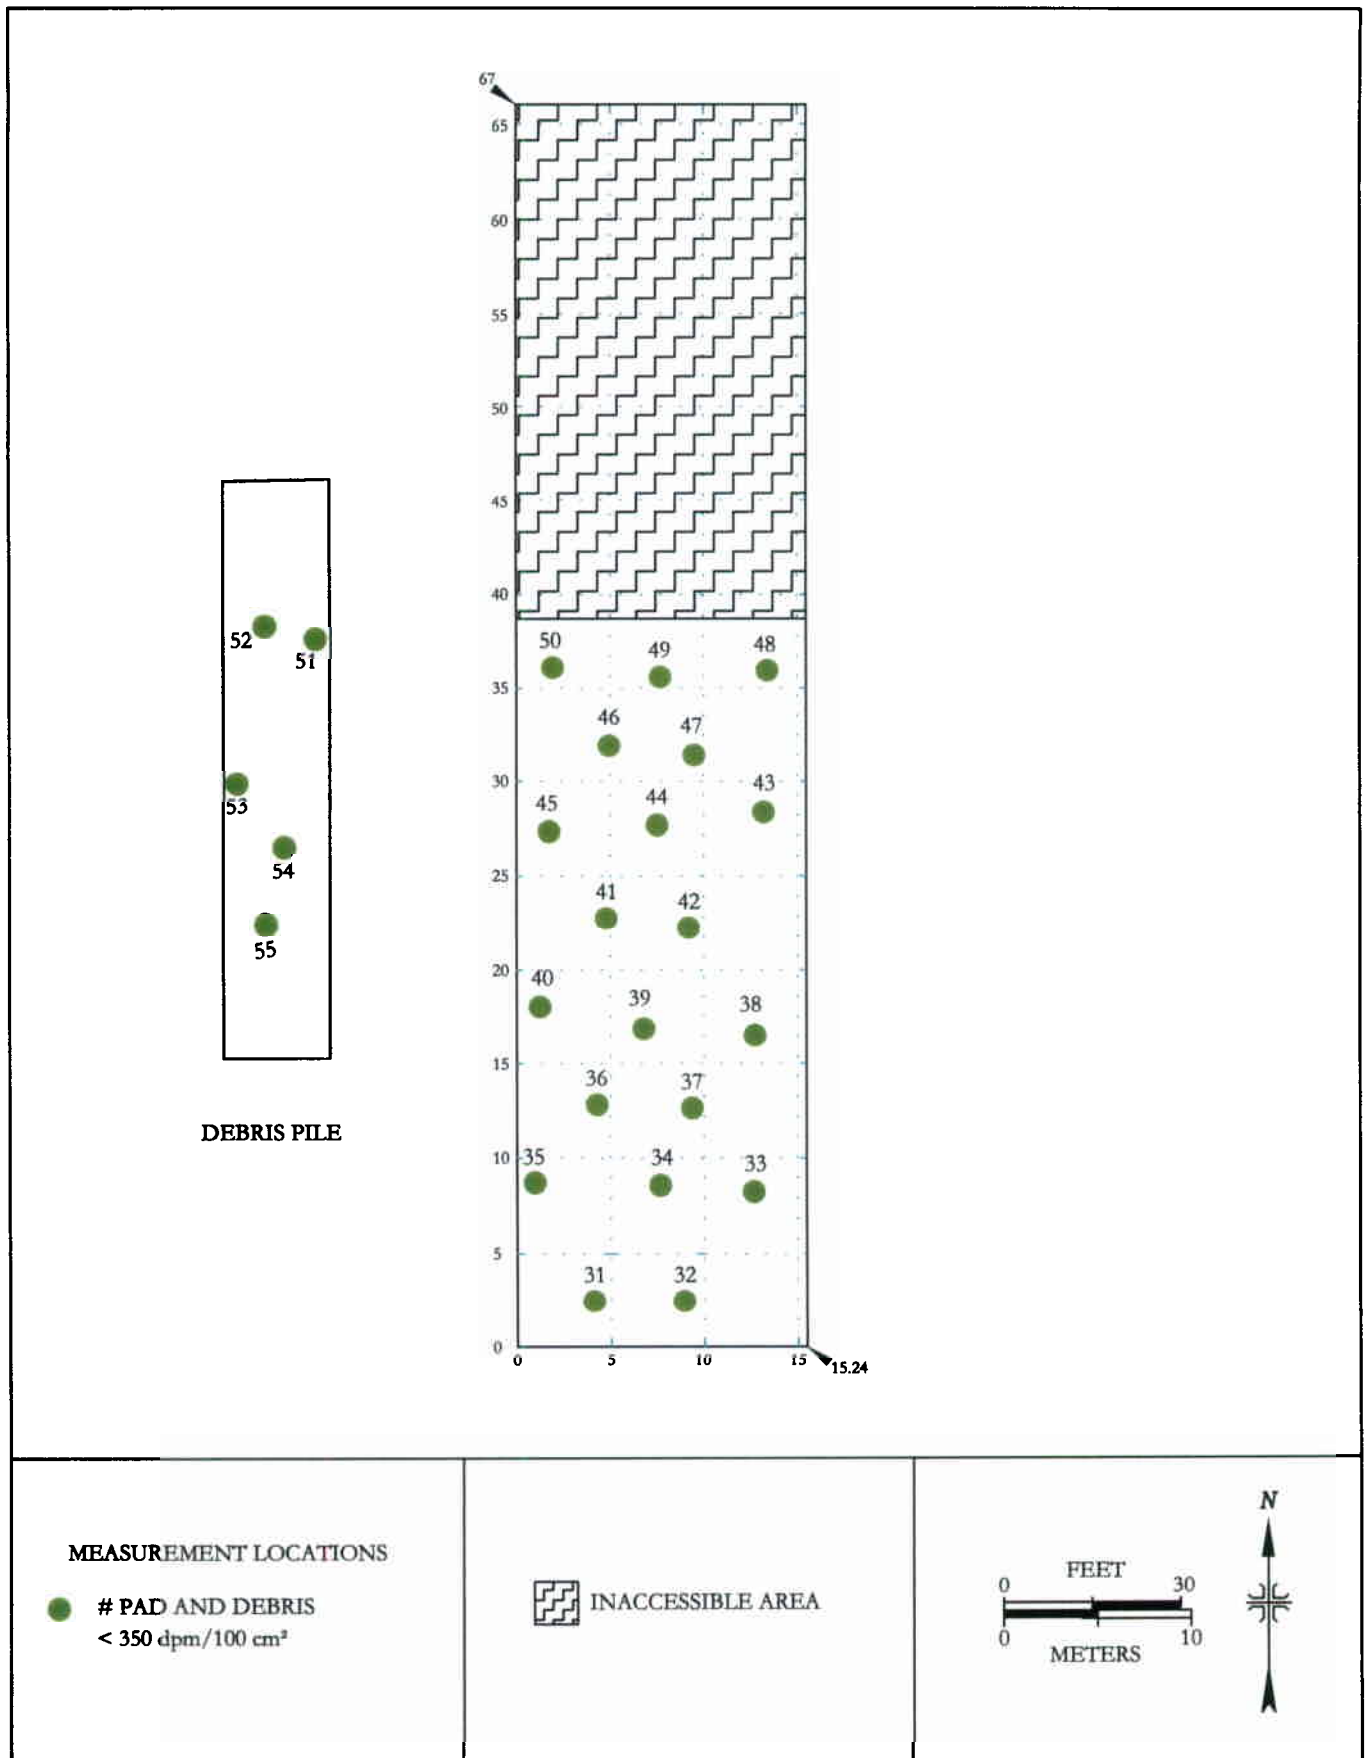 67
65
60
55
50
45
40
50 49 48
35
46 47
30
45 44 43
25
41 42
20
40 39 38
15
36 37
10
35 34 33
5
31 32
0
0 5 10 15 15.24
52 51
53
54
55
DEBRIS PILE
MEASUREMENT LOCATIONS
# PAD AND DEBRIS
< 350 dpm/100 cm²
INACCESSIBLE AREA
FEET
0 30
0 10
METERS
N